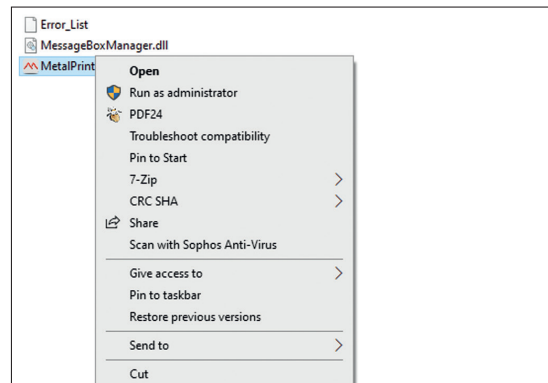 Error_List
MessageBoxManager.dll
MetalPrint
Open
Run as administrator
PDF24
Troubleshoot compatibility
Pin to Start
7-Zip
CRC SHA
Share
Scan with Sophos Anti-Virus
Give access to
Pin to taskbar
Restore previous versions
Send to
Cut